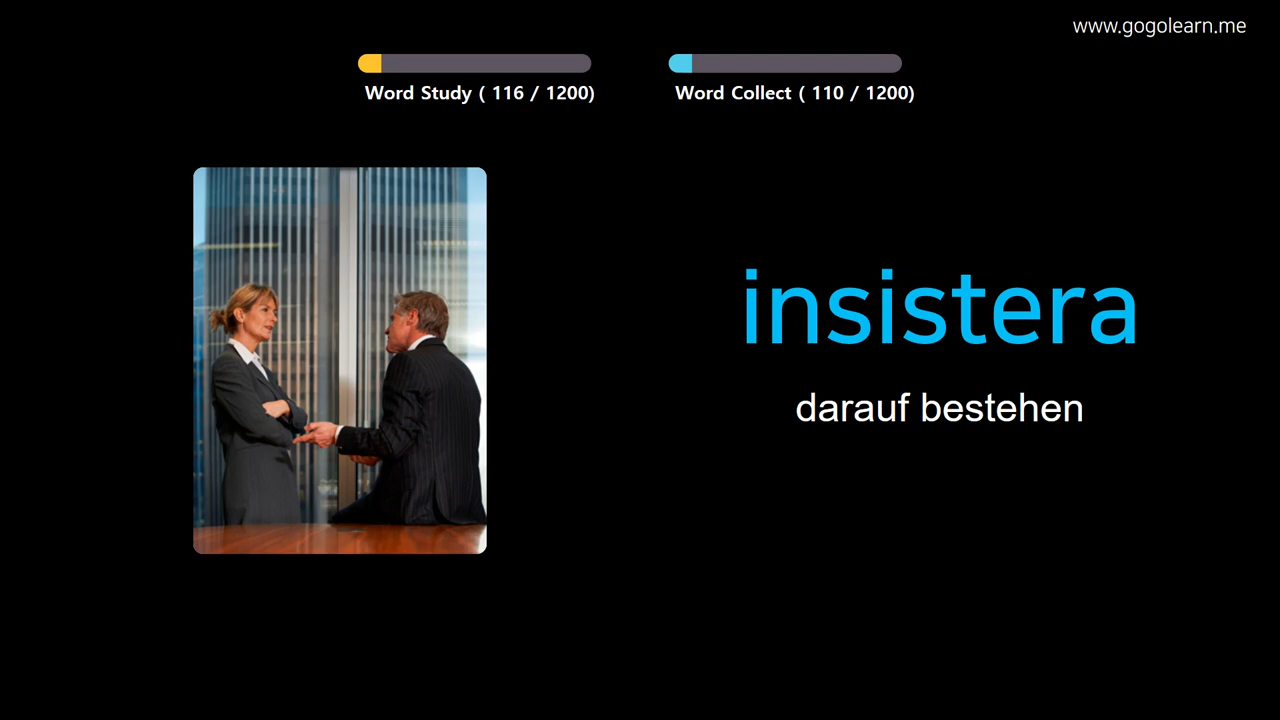 www.gogolearn.me
Word Study ( 116 / 1200)
Word Collect ( 110 / 1200)
insistera
darauf bestehen